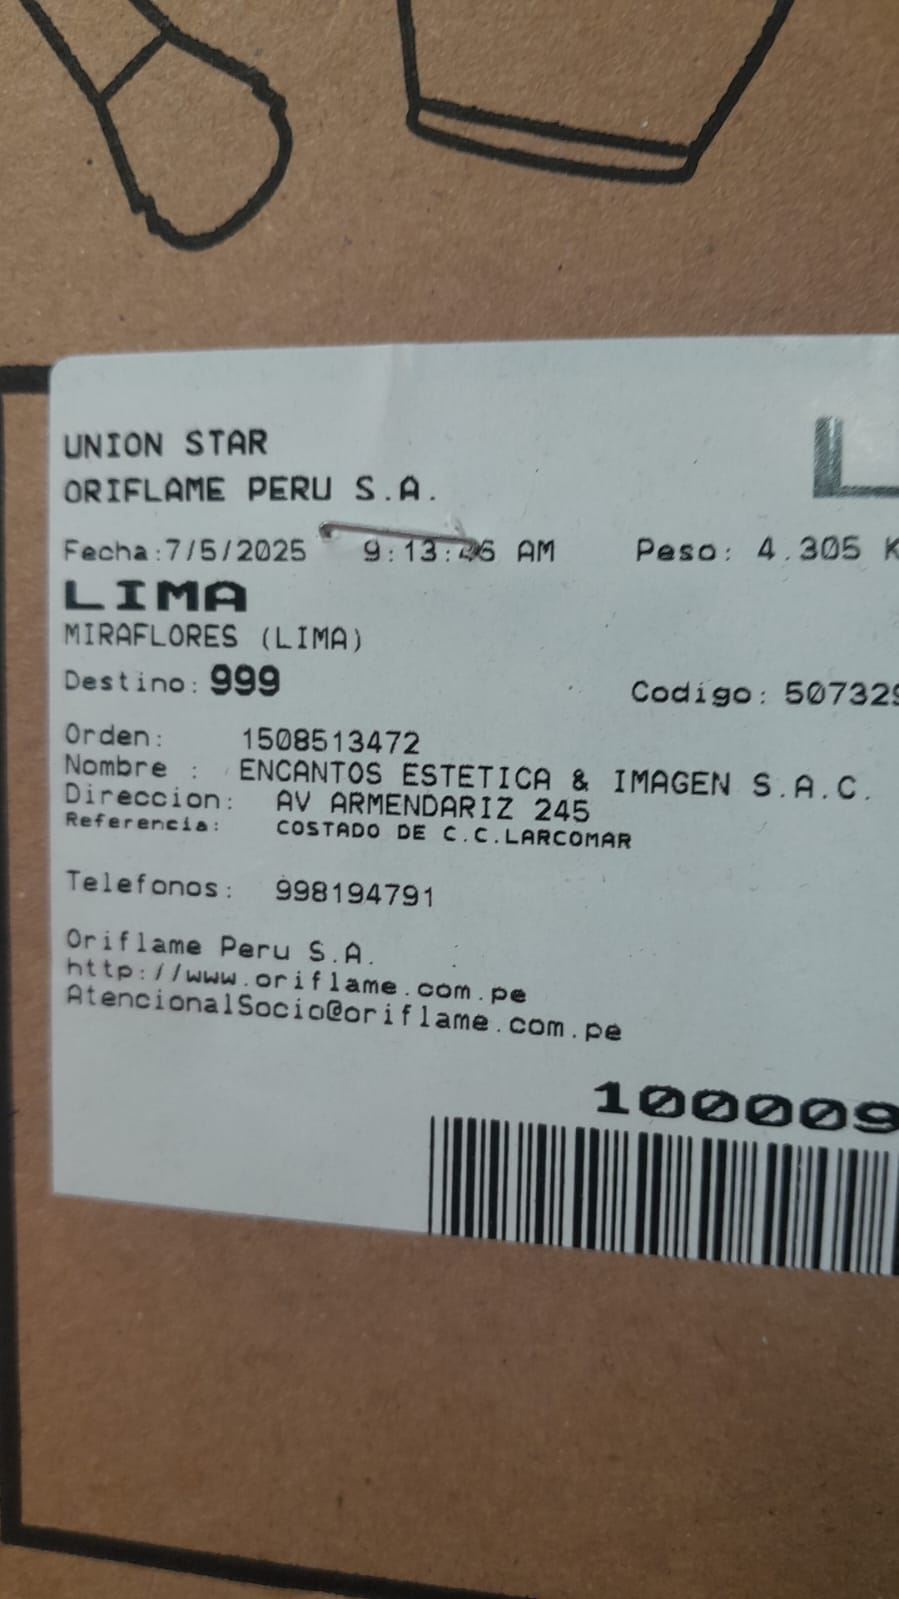 UNION STAR
ORIFLAME PERU S.A.
Fecha:7/5/2025 9:13:46 AM Peso: 4.305 K
LIMA
MIRAFLORES (LIMA)
Destino: 999 Codigo: 507329
Orden: 1508513472
Nombre : ENCANTOS ESTETICA & IMAGEN S.A.C.
Direccion: AV ARMENDARIZ 245
Referencia: COSTADO DE C.C.LARCOMAR
Telefonos: 998194791
Oriflame Peru S.A.
http://www.oriflame.com.pe
AtencionalSocio@oriflame.com.pe
100009